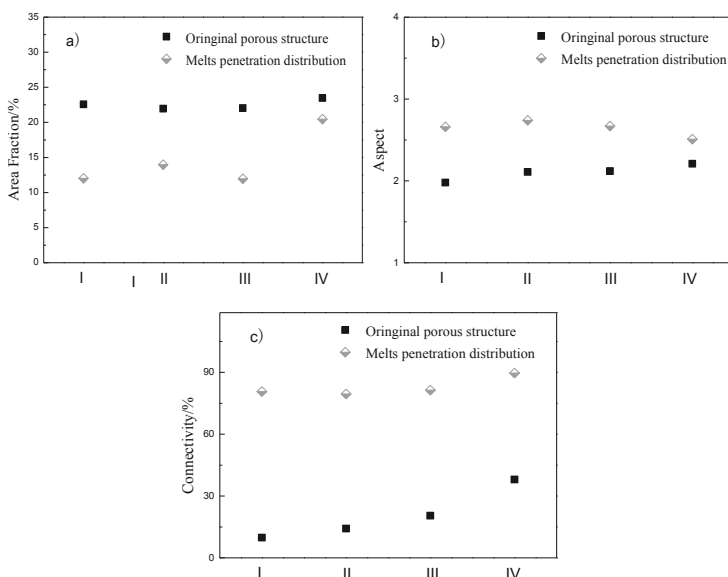 a)
Oringinal porous structure
Melts penetration distribution
Area Fraction/%
35
30
25
20
15
10
5
0
I I II III IV
b)
Oringinal porous structure
Melts penetration distribution
Aspect
4
3
2
1
I II III IV
c)
Oringinal porous structure
Melts penetration distribution
Connectivity/%
90
60
30
0
I II III IV